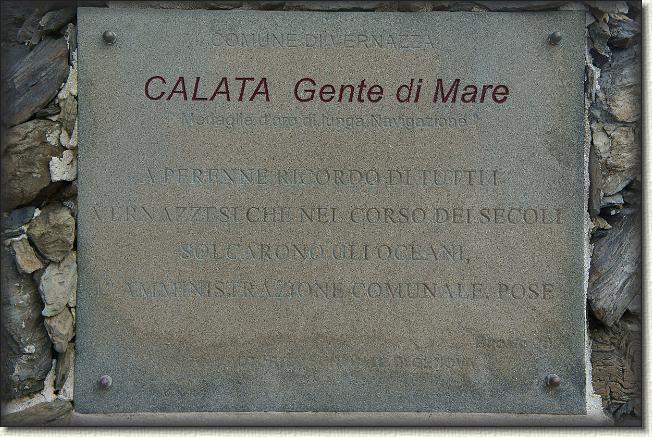 COMUNE DI VERNAZZA
CALATA Gente di Mare
Medaglie d'oro di lunga Navigazione
A PERENNE RICORDO DI TUTTI I
VERNAZZESI CHE NEL CORSO DEI SECOLI
SOLCARONO GLI OCEANI,
L'AMMINISTRAZIONE COMUNALE, POSE